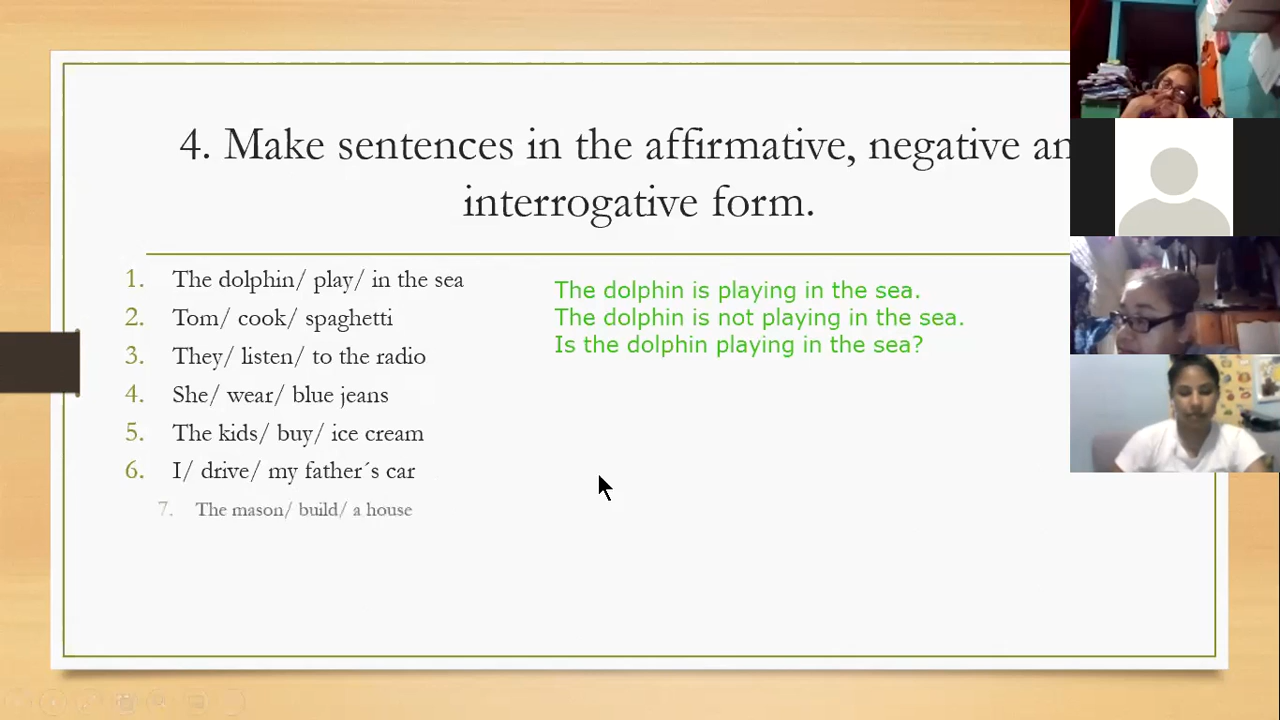 4. Make sentences in the affirmative, negative an
interrogative form.
1. The dolphin/ play/ in the sea
2. Tom/ cook/ spaghetti
3. They/ listen/ to the radio
4. She/ wear/ blue jeans
5. The kids/ buy/ ice cream
6. I/ drive/ my father´s car
7. The mason/ build/ a house
The dolphin is playing in the sea.
The dolphin is not playing in the sea.
Is the dolphin playing in the sea?